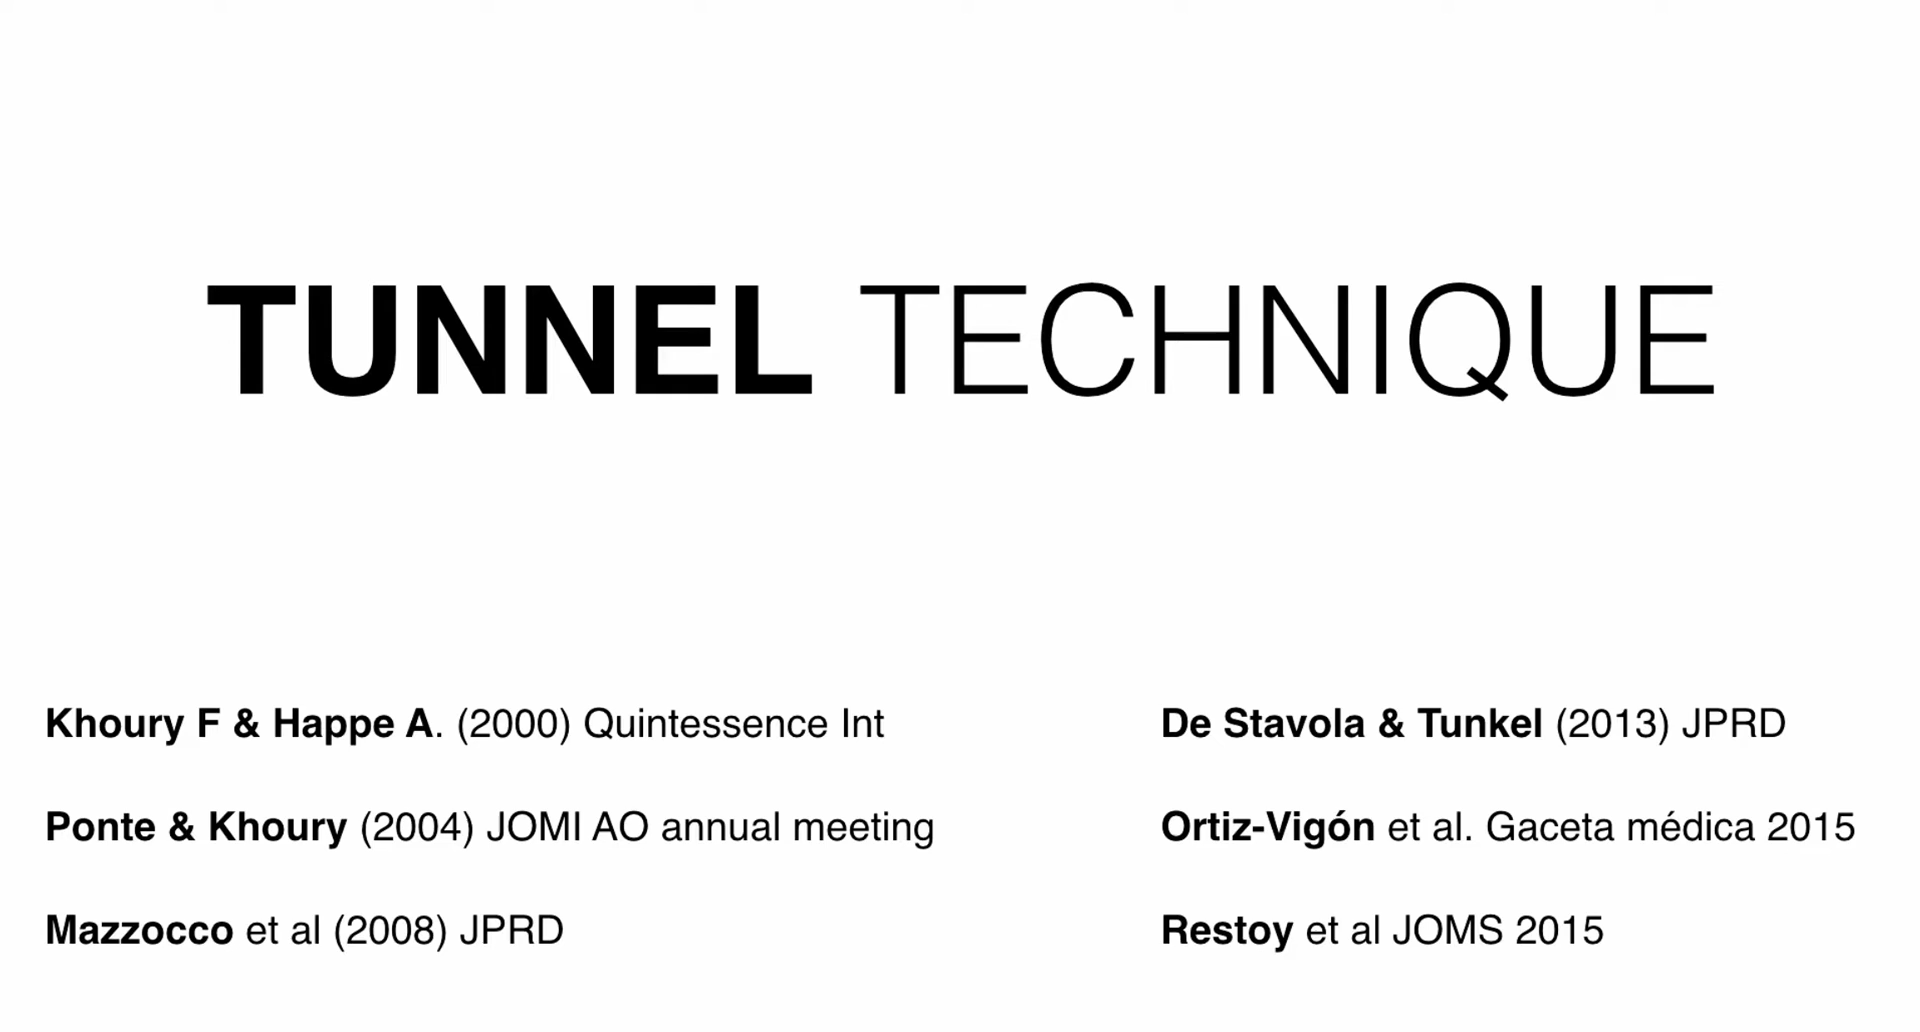 TUNNEL TECHNIQUE
Khoury F & Happe A. (2000) Quintessence Int
Ponte & Khoury (2004) JOMI AO annual meeting
Mazzocco et al (2008) JPRD
De Stavola & Tunkel (2013) JPRD
Ortiz-Vigón et al. Gaceta médica 2015
Restoy et al JOMS 2015